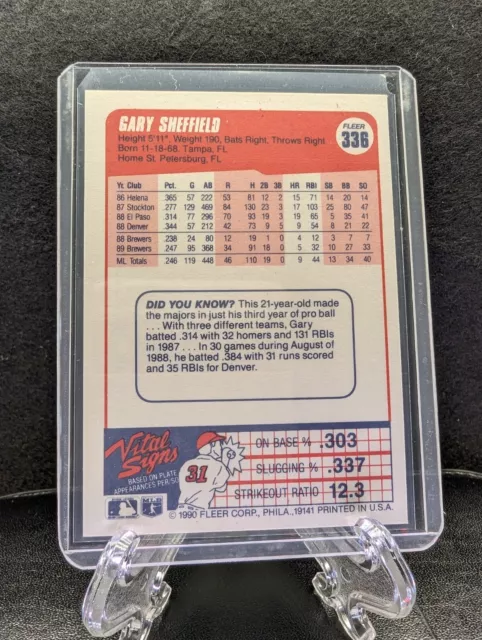 GARY SHEFFIELD
FLEER
336
Height 5'11", Weight 190, Bats Right, Throws Right
Born 11-18-68, Tampa, FL
Home St. Petersburg, FL
Yr. Club Pct. G AB R H 2B 3B HR RBI SB BB SO
86 Helena .365 57 222 53 81 12 2 15 71 14 20 14
87 Stockton .277 129 469 84 130 23 3 17 103 25 80 47
88 El Paso .314 77 296 70 93 19 3 19 65 5 35 41
88 Denver .344 57 212 42 73 9 5 9 54 8 21 22
88 Brewers .238 24 80 12 19 1 0 4 12 3 7 7
89 Brewers .247 95 368 34 91 18 0 5 32 10 27 33
ML Totals .246 119 448 46 110 19 0 9 44 13 34 40
DID YOU KNOW? This 21-year-old made
the majors in just his third year of pro ball
. . . With three different teams, Gary
batted .314 with 32 homers and 131 RBIs
in 1987 . . . In 30 games during August of
1988, he batted .384 with 31 runs scored
and 35 RBIs for Denver.
Vital
Signs
BASED ON PLATE
APPEARANCES PER/SO
31
ON BASE % .303
SLUGGING % .337
STRIKEOUT RATIO 12.3
© 1990 FLEER CORP., PHILA., 19141 PRINTED IN U.S.A.